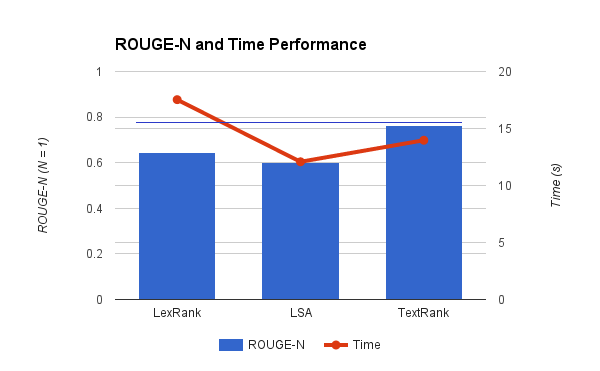 ROUGE-N and Time Performance
1 20
0.8
15
0.6
10
0.4
5
0.2
0 0
ROUGE-N (N = 1)
Time (s)
LexRank LSA TextRank
ROUGE-N Time